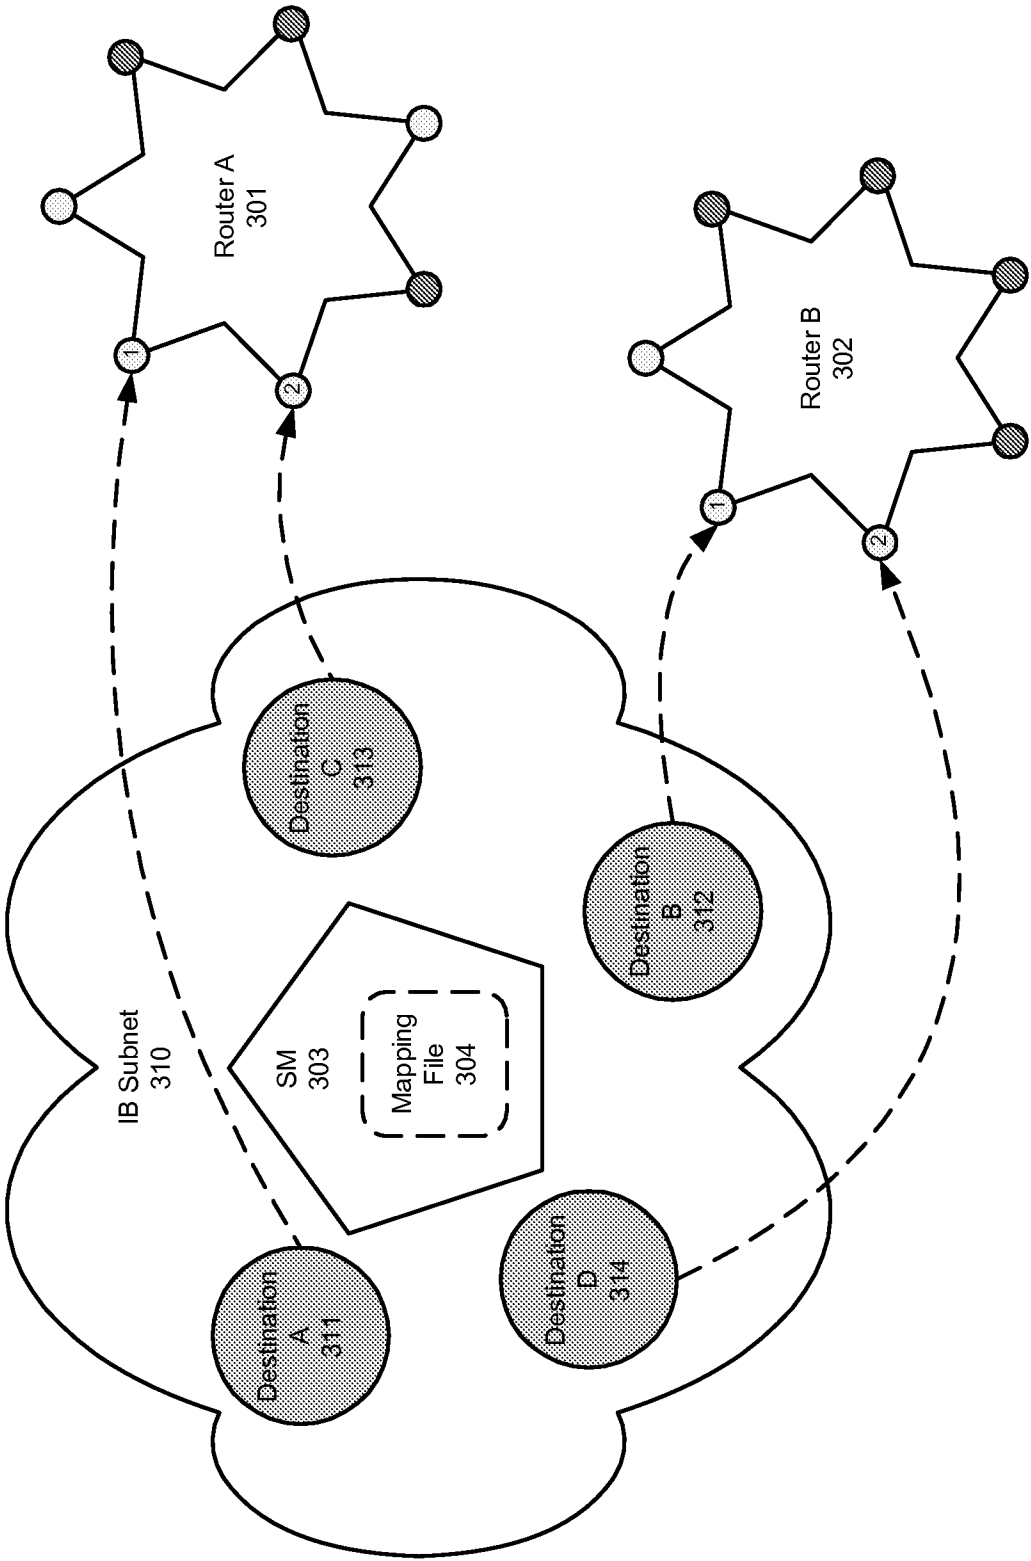 IB Subnet
310
SM
303
Mapping
File
304
Destination
A
311
Destination
C
313
Destination
D
314
Destination
B
312
Router A
301
1
2
Router B
302
1
2